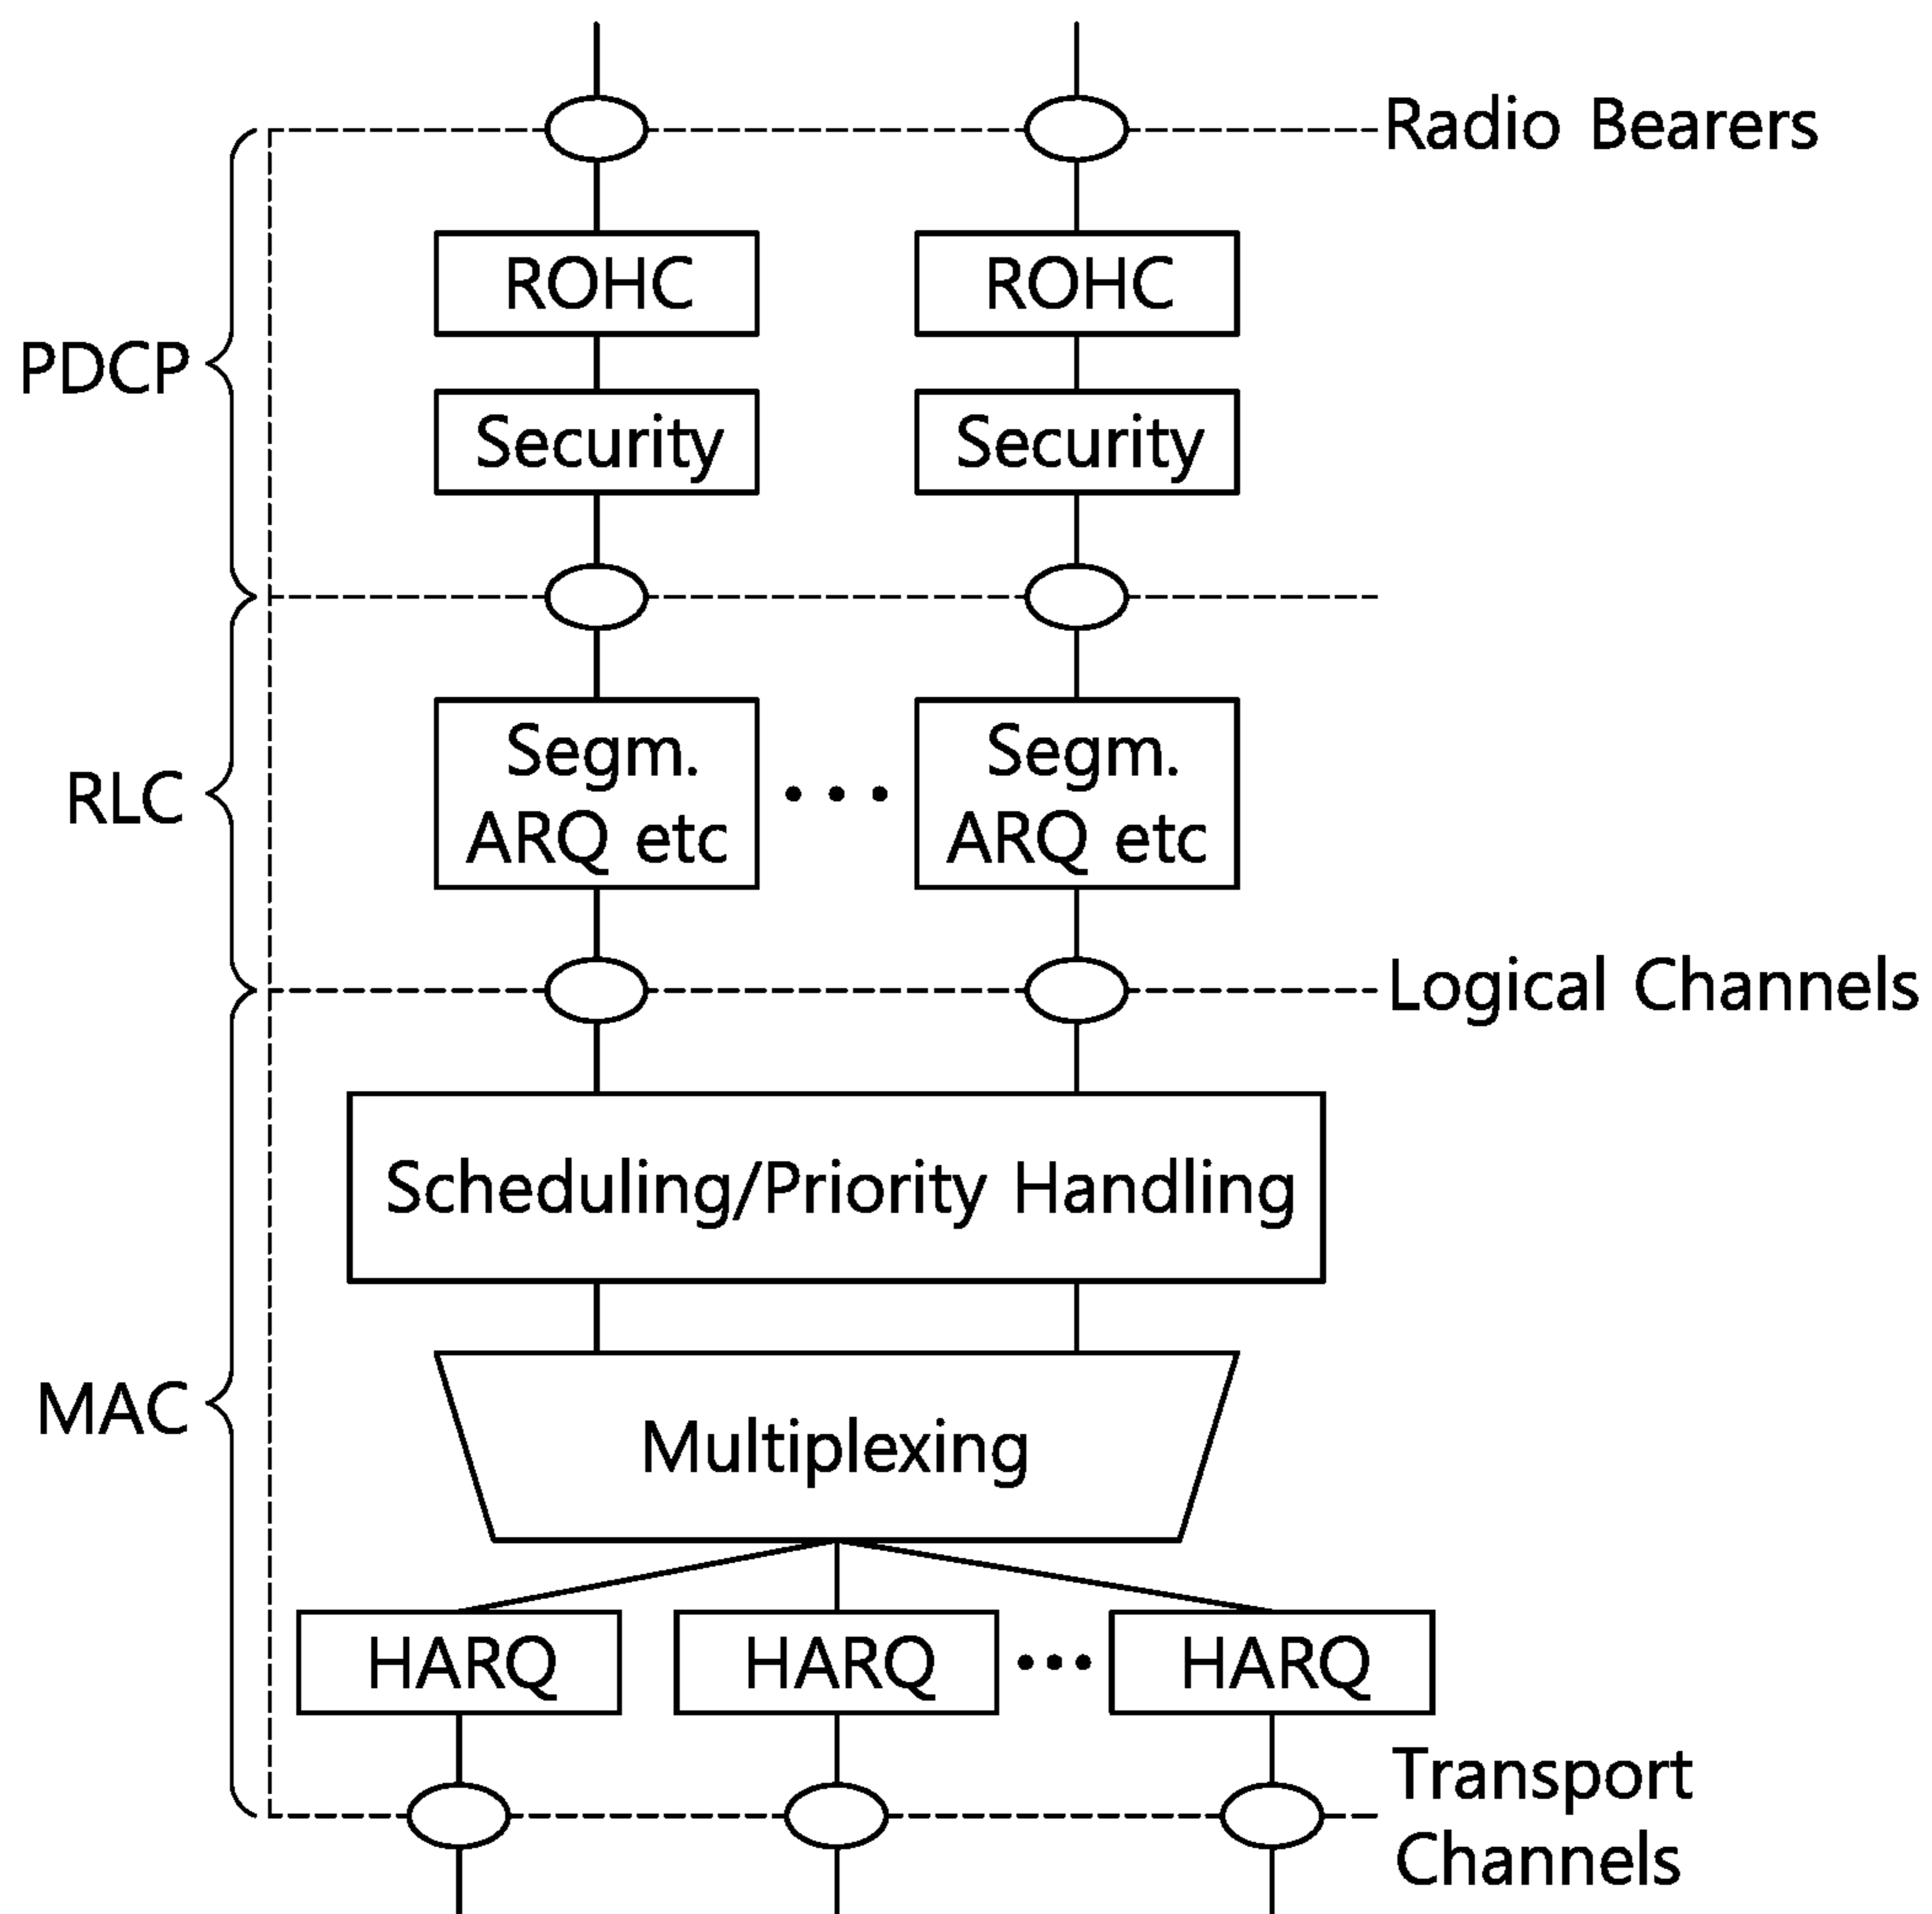 Radio Bearers
ROHC
ROHC
PDCP
Security
Security
Segm.
ARQ etc
Segm.
ARQ etc
RLC
Logical Channels
Scheduling/Priority Handling
MAC
Multiplexing
HARQ
HARQ
HARQ
Transport
Channels